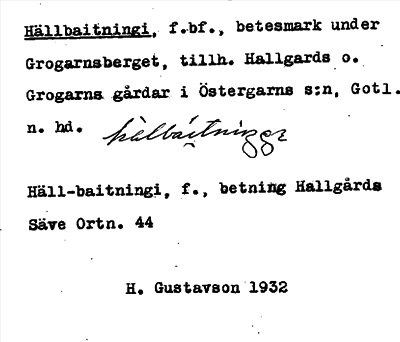 Hällbaitningi, f.bf., betesmark under
Grogarnsberget, tillh. Hallgards o.
Grogarns gårdar i Östergarns s:n, Gotl.
n. hd.
Häll-baitningi, f., betning Hallgårds
Säve Ortn. 44
H. Gustavson 1932